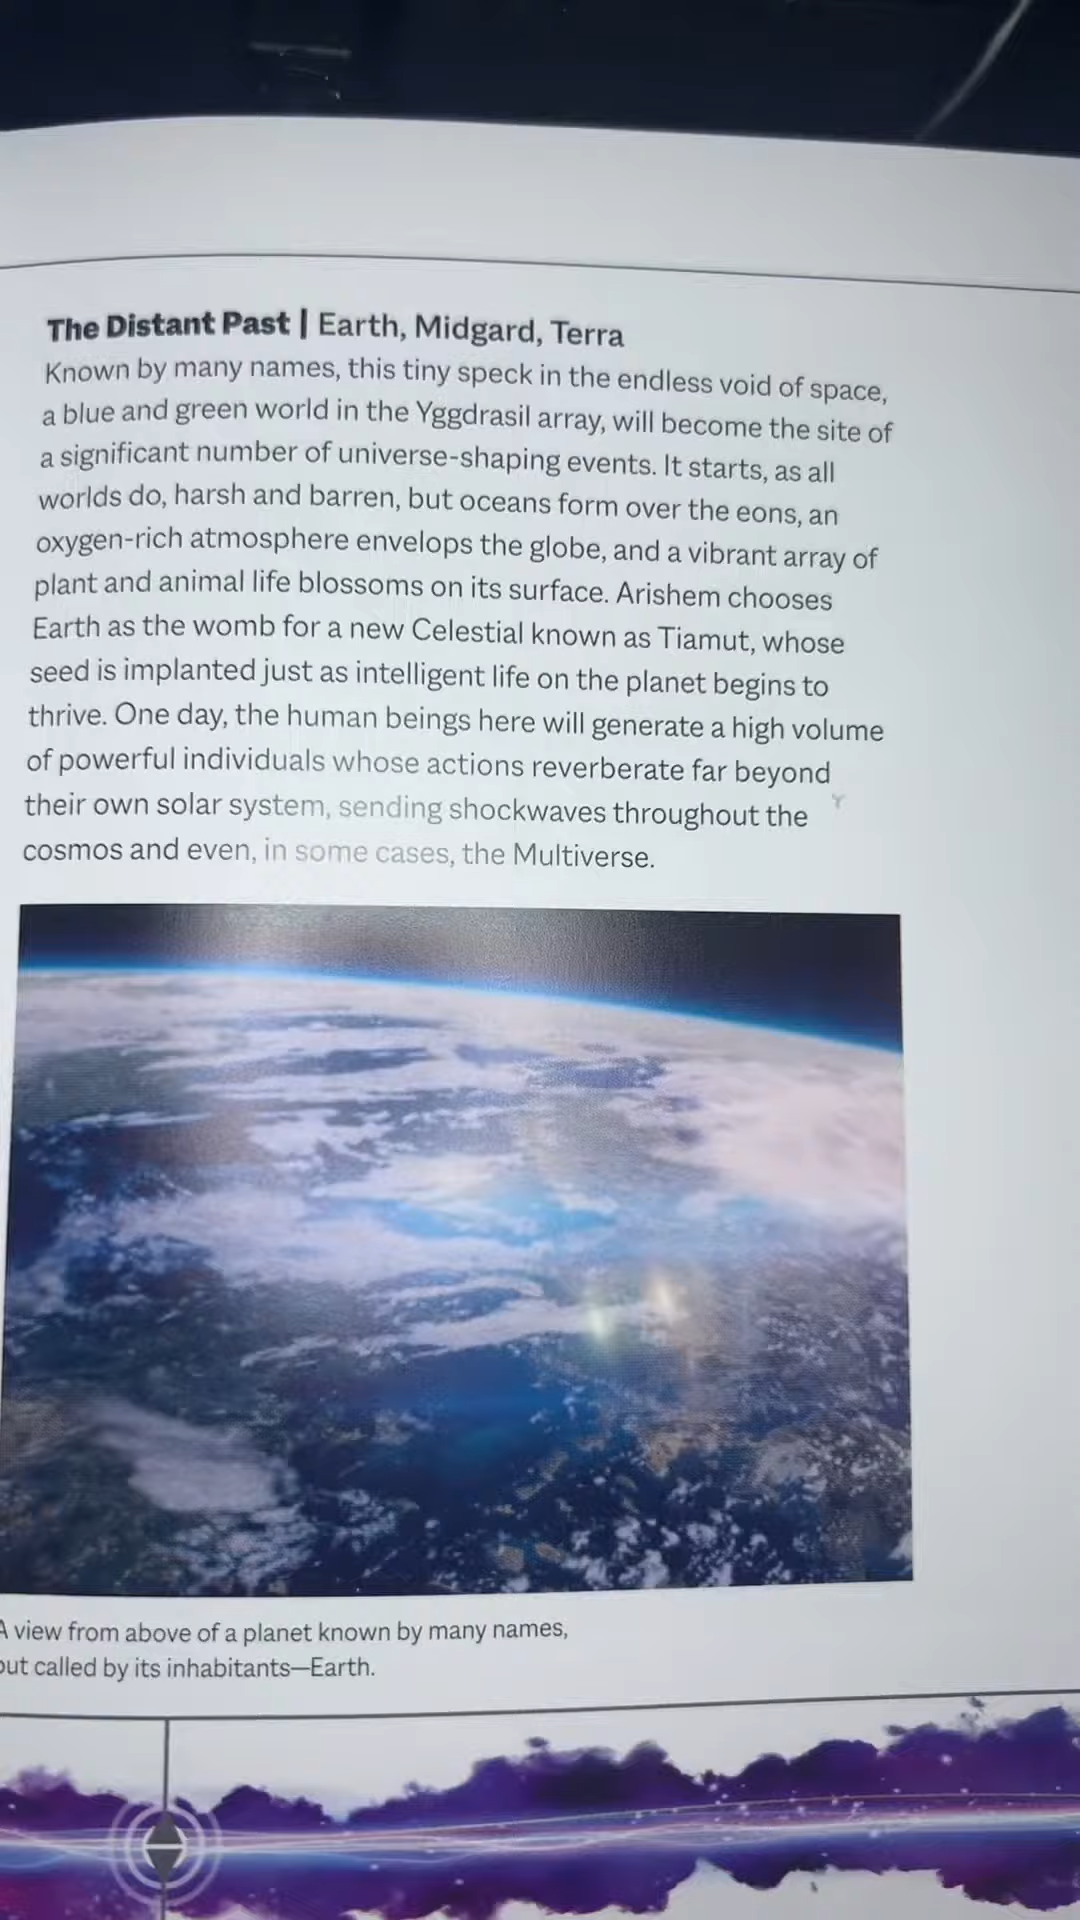 The Distant Past | Earth, Midgard, Terra
Known by many names, this tiny speck in the endless void of space,
a blue and green world in the Yggdrasil array, will become the site of
a significant number of universe-shaping events. It starts, as all
worlds do, harsh and barren, but oceans form over the eons, an
oxygen-rich atmosphere envelops the globe, and a vibrant array of
plant and animal life blossoms on its surface. Arishem chooses
Earth as the womb for a new Celestial known as Tiamut, whose
seed is implanted just as intelligent life on the planet begins to
thrive. One day, the human beings here will generate a high volume
of powerful individuals whose actions reverberate far beyond
their own solar system, sending shockwaves throughout the
cosmos and even, in some cases, the Multiverse.
A view from above of a planet known by many names,
but called by its inhabitants—Earth.